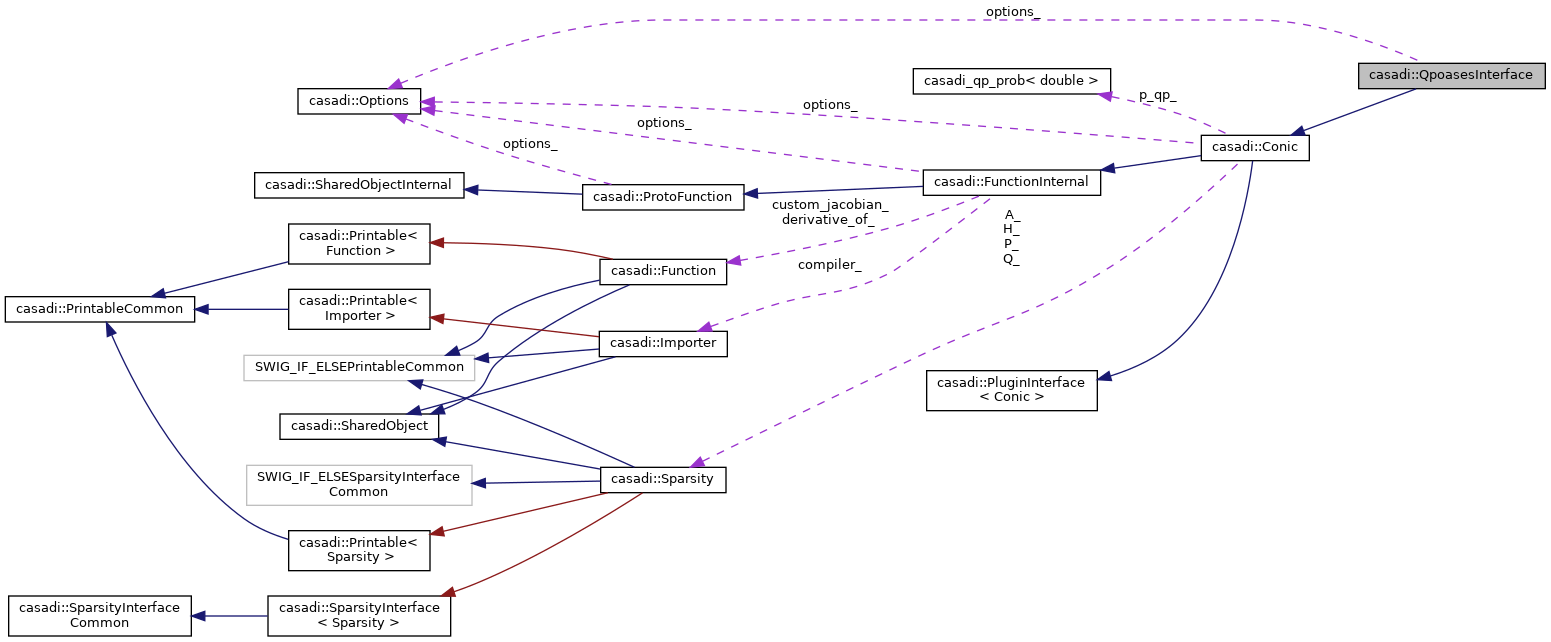 options_
casadi::QpoasesInterface
casadi_qp_prob< double >
p_qp_
casadi::Options
options_
options_
options_
casadi::Conic
casadi::SharedObjectInternal
casadi::ProtoFunction
casadi::FunctionInternal
custom_jacobian_
derivative_of_
A_
H_
P_
Q_
casadi::Printable<
Function >
compiler_
casadi::Function
casadi::PrintableCommon
casadi::Printable<
Importer >
casadi::Importer
SWIG_IF_ELSEPrintableCommon
casadi::PluginInterface
< Conic >
casadi::SharedObject
SWIG_IF_ELSESparsityInterface
Common
casadi::Sparsity
casadi::Printable<
Sparsity >
casadi::SparsityInterface
Common
casadi::SparsityInterface
< Sparsity >